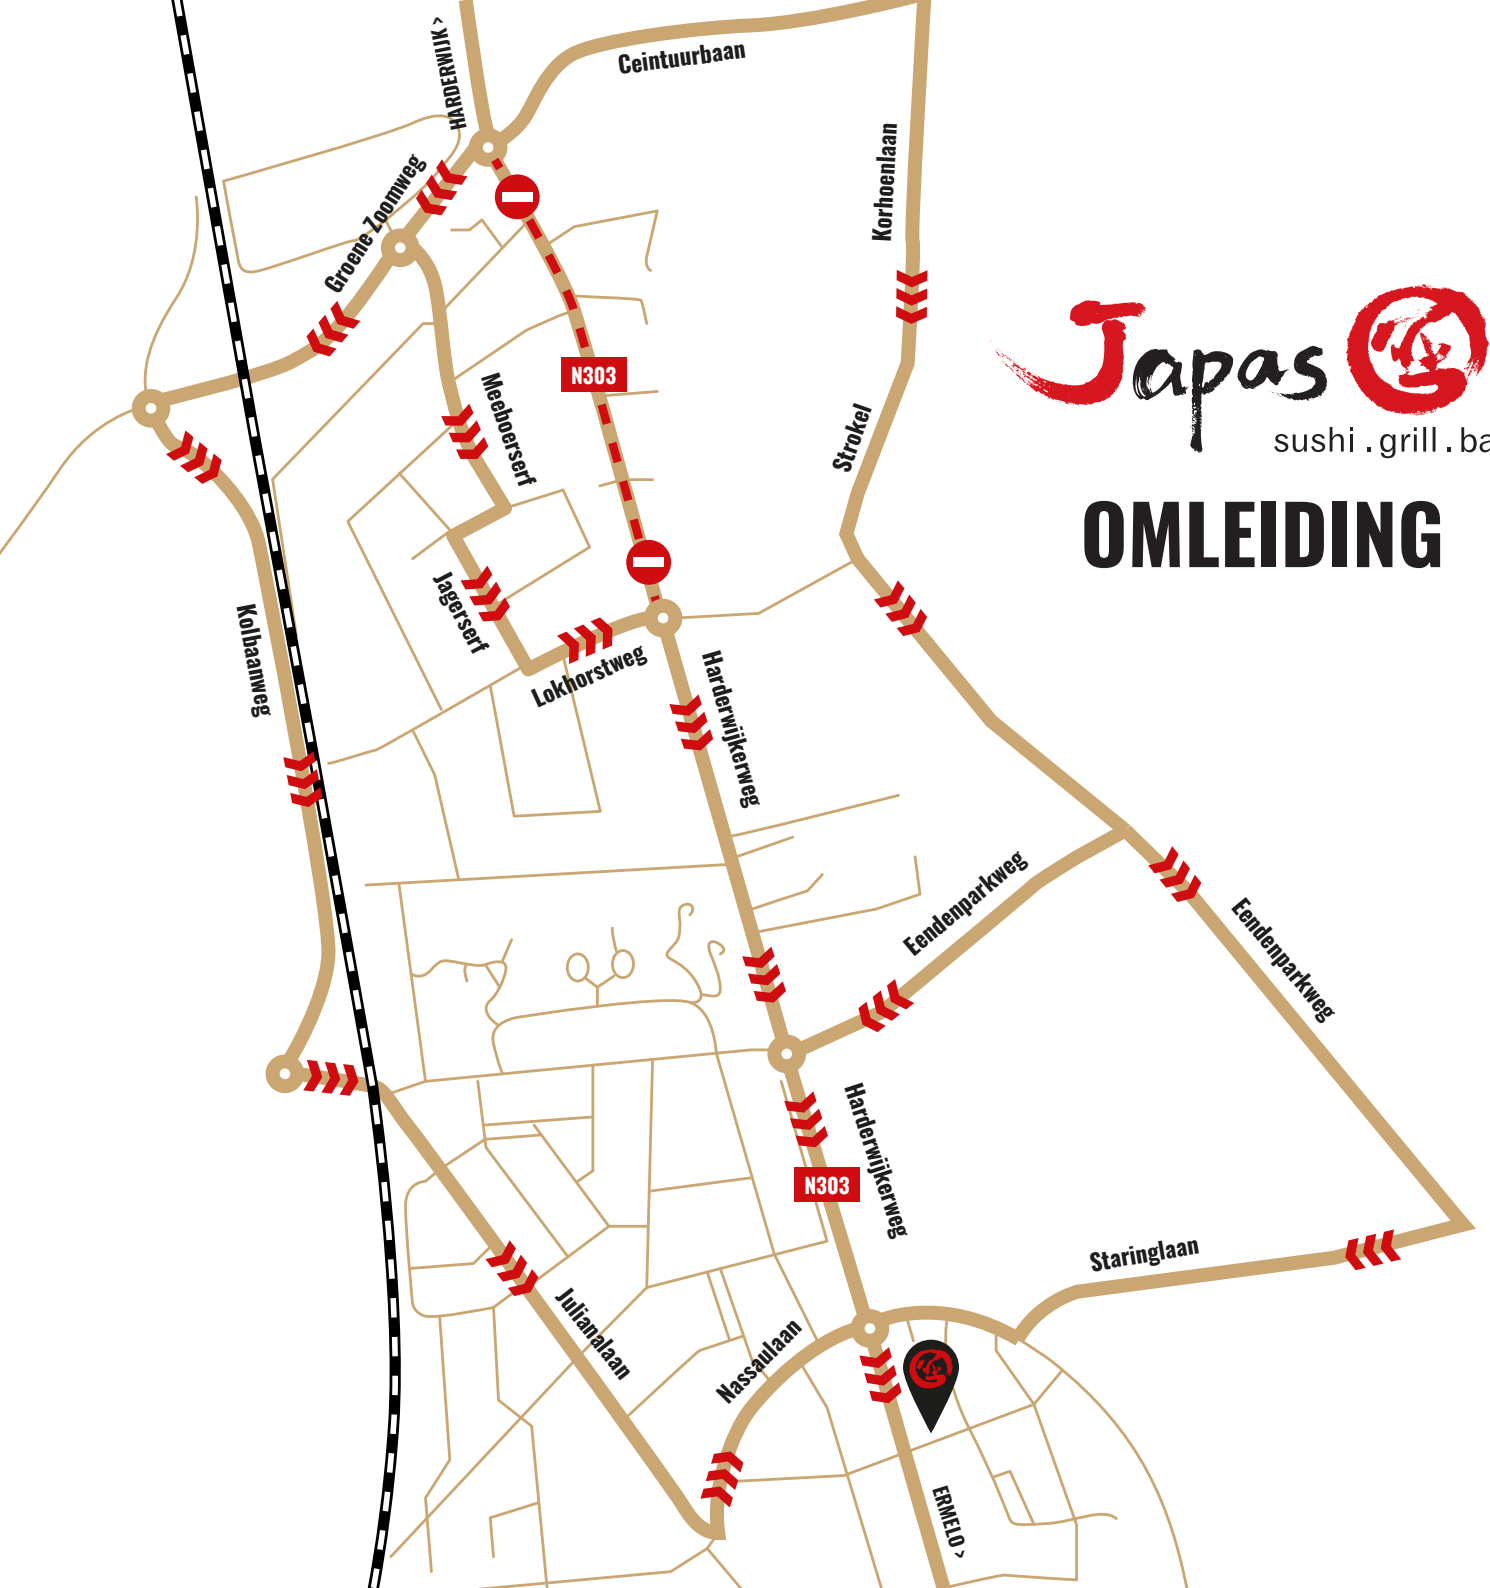 HARDERWIJK >
Ceintuurbaan
Groene Zoomweg
Korhoenlaan
N303
Meeboerserf
Strokel
Japas
sushi.grill.ba
OMLEIDING
Jagerserf
Lokhorstweg
Kolbaanweg
Harderwijkerweg
Eendenparkweg
Eendenparkweg
Harderwijkerweg
N303
Staringlaan
Julianalaan
Nassaulaan
ERMELO >